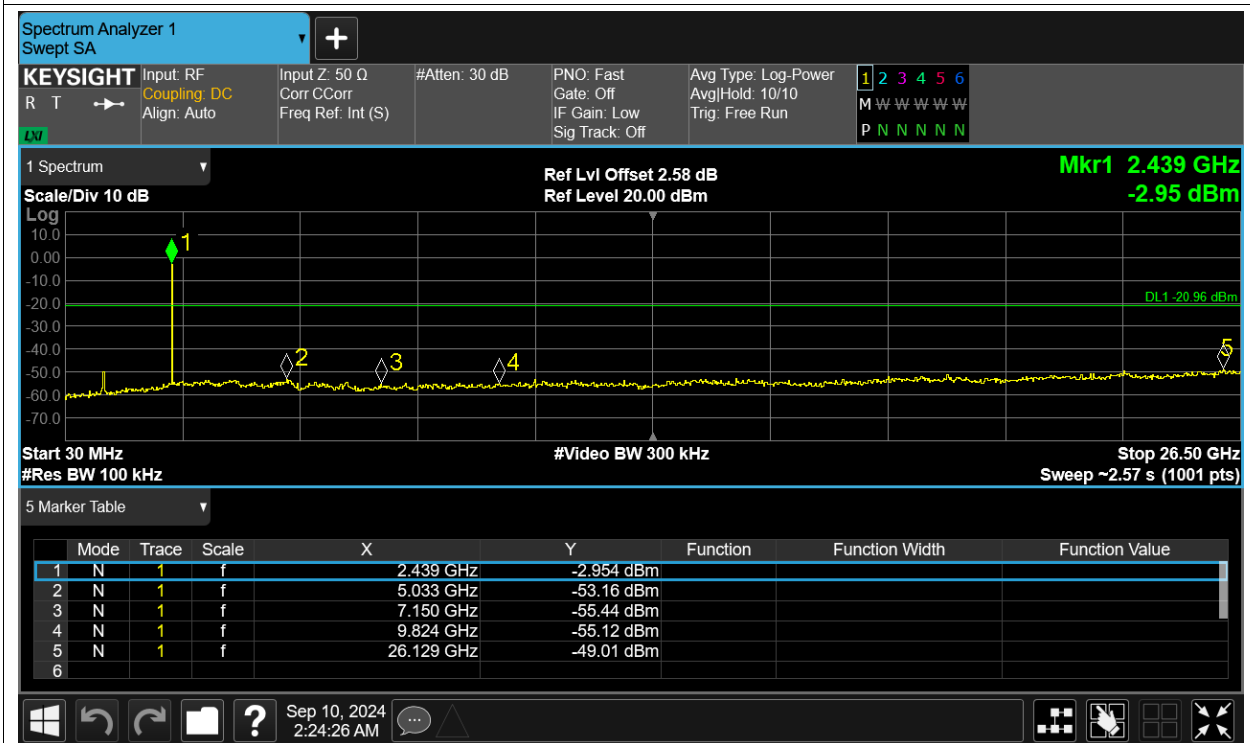 Spectrum Analyzer 1
Swept SA
KEYSIGHT
R T
LXI
Input: RF
Coupling: DC
Align: Auto
Input Z: 50 Ω
Corr CCorr
Freq Ref: Int (S)
#Atten: 30 dB
PNO: Fast
Gate: Off
IF Gain: Low
Sig Track: Off
Avg Type: Log-Power
Avg|Hold: 10/10
Trig: Free Run
1 2 3 4 5 6
M W W W W W
P N N N N N
1 Spectrum
Scale/Div 10 dB
Ref Lvl Offset 2.58 dB
Ref Level 20.00 dBm
Mkr1 2.439 GHz
-2.95 dBm
Log
10.0
0.00
-10.0
-20.0
-30.0
-40.0
-50.0
-60.0
-70.0
1
2
3
4
5
DL1 -20.96 dBm
Start 30 MHz
#Res BW 100 kHz
#Video BW 300 kHz
Stop 26.50 GHz
Sweep ~2.57 s (1001 pts)
5 Marker Table
Mode Trace Scale X Y Function Function Width Function Value
1 N 1 f 2.439 GHz -2.954 dBm
2 N 1 f 5.033 GHz -53.16 dBm
3 N 1 f 7.150 GHz -55.44 dBm
4 N 1 f 9.824 GHz -55.12 dBm
5 N 1 f 26.129 GHz -49.01 dBm
6
?
Sep 10, 2024
2:24:26 AM